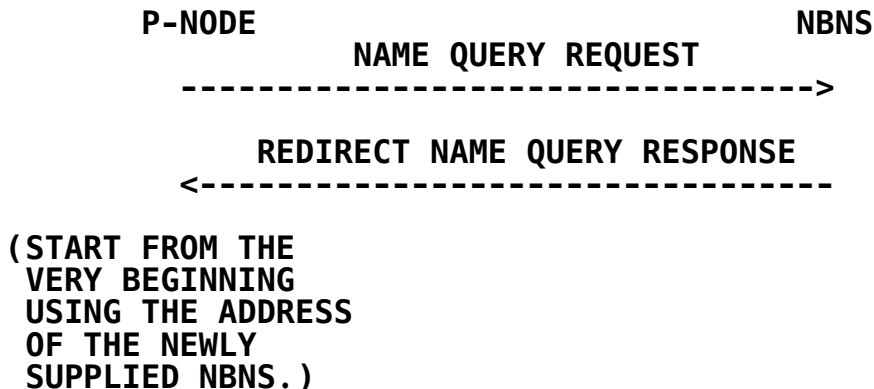 P-NODE NBNS
NAME QUERY REQUEST
--------------------------------->
REDIRECT NAME QUERY RESPONSE
<---------------------------------
(START FROM THE
VERY BEGINNING
USING THE ADDRESS
OF THE NEWLY
SUPPLIED NBNS.)